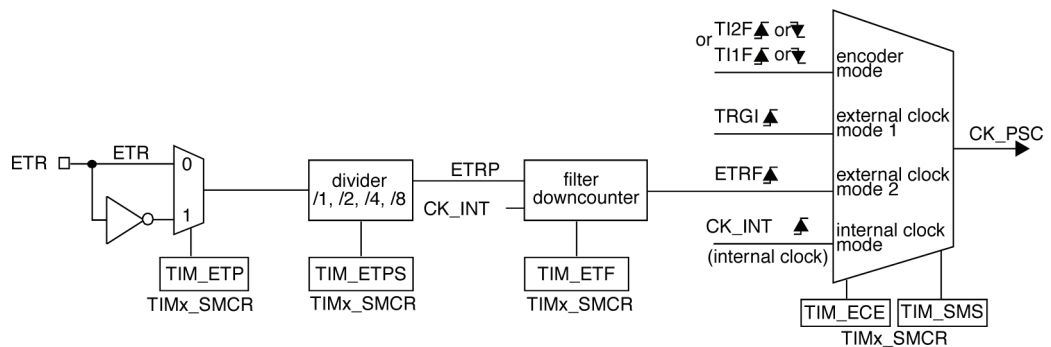 ETR
ETR
0
1
TIM_ETP
TIMx_SMCR
divider
/1, /2, /4, /8
TIM_ETPS
TIMx_SMCR
ETRP
CK_INT
filter
downcounter
TIM_ETF
TIMx_SMCR
or TI2F or
TI1F or
encoder
mode
TRGI
external clock
mode 1
ETRF
external clock
mode 2
CK_INT
(internal clock)
internal clock
mode
CK_PSC
TIM_ECE
TIM_SMS
TIMx_SMCR